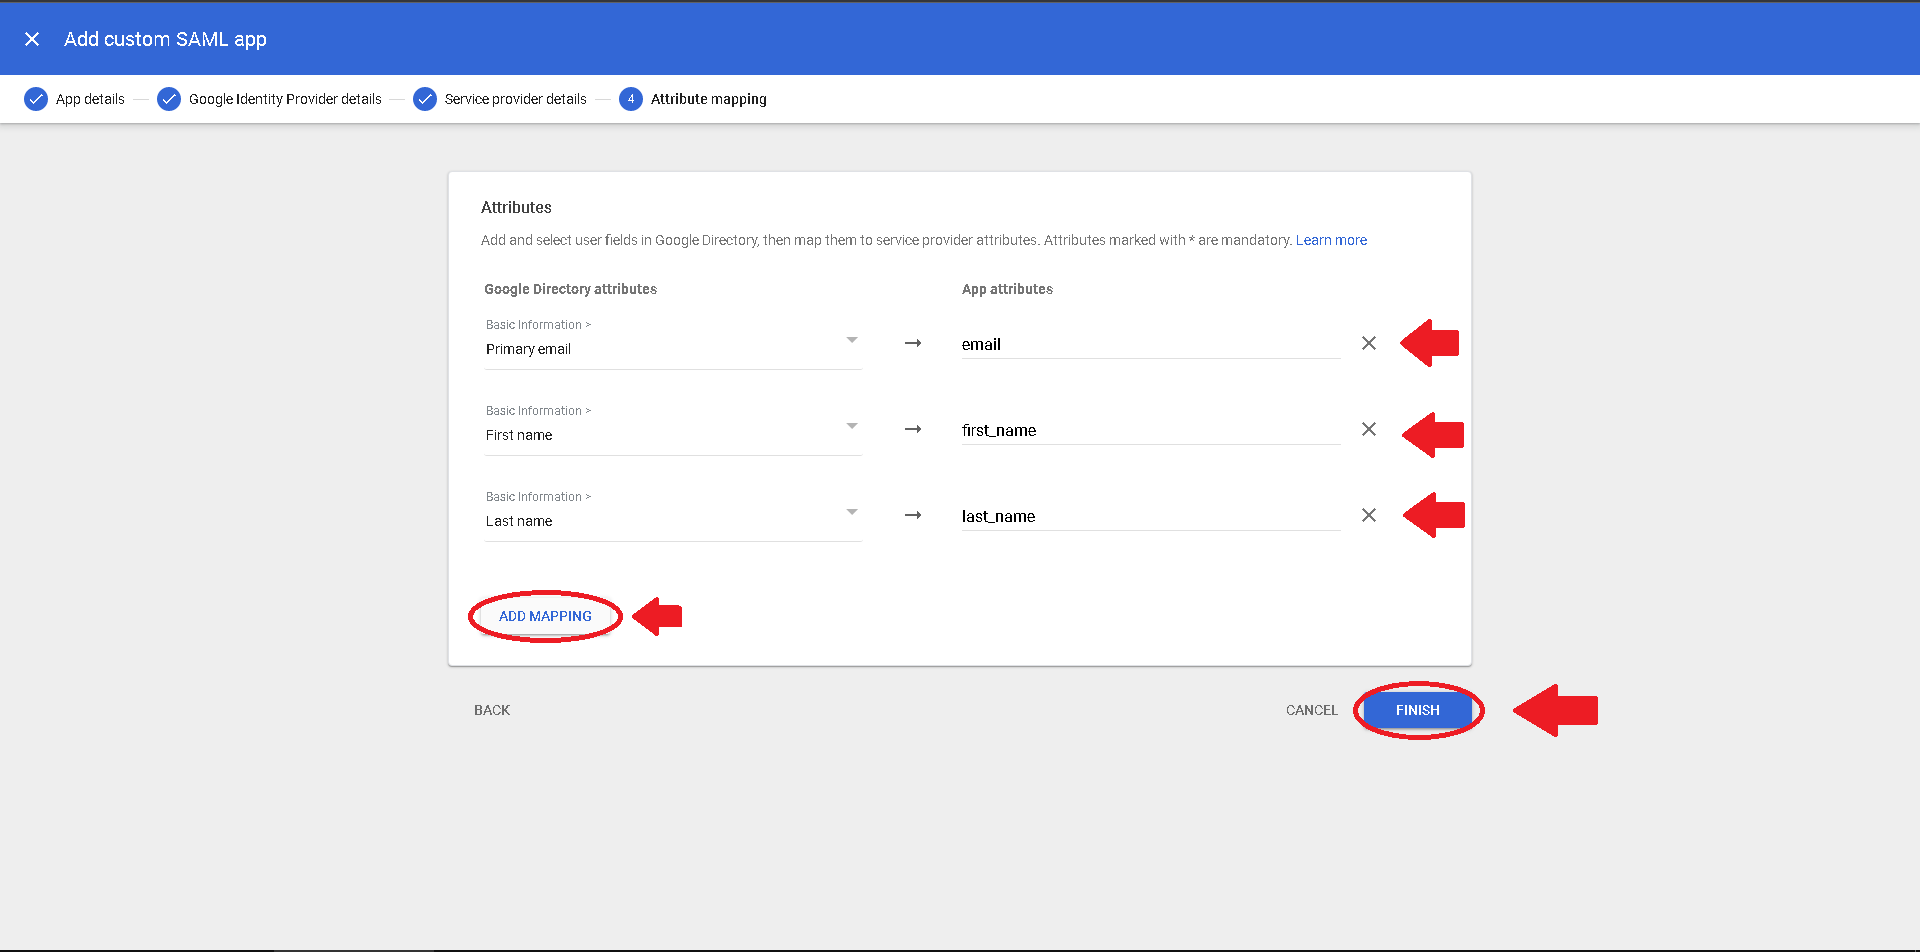 Add custom SAML app
App details
Google Identity Provider details
Service provider details
4
Attribute mapping
Attributes
Add and select user fields in Google Directory, then map them to service provider attributes. Attributes marked with * are mandatory. Learn more
Google Directory attributes
App attributes
Basic Information >
Primary email
email
Basic Information >
First name
first_name
Basic Information >
Last name
last_name
ADD MAPPING
BACK
CANCEL
FINISH